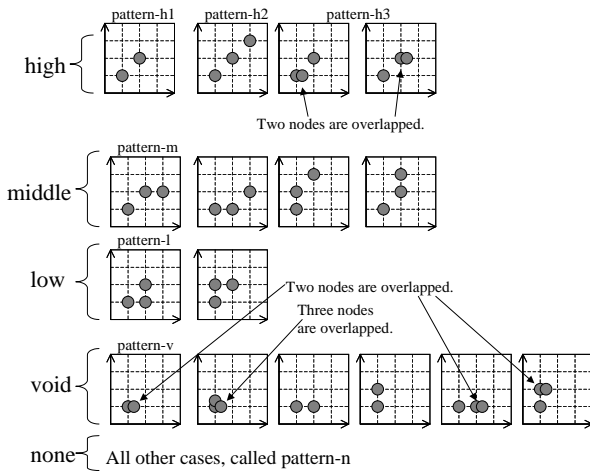 pattern-h1 pattern-h2 pattern-h3
high
Two nodes are overlapped.
pattern-m
middle
pattern-l
low
Two nodes are overlapped.
Three nodes
are overlapped.
pattern-v
void
none
All other cases, called pattern-n